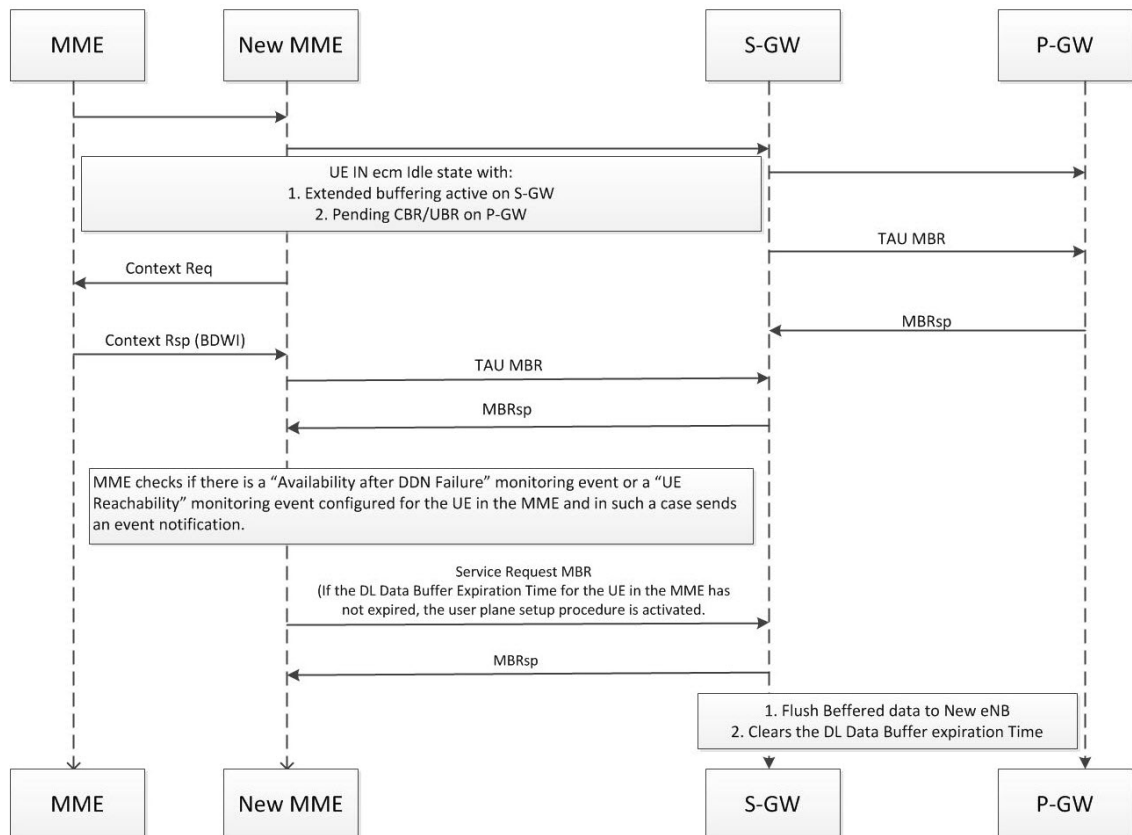 MME
New MME
S-GW
P-GW
UE IN ecm Idle state with:
1. Extended buffering active on S-GW
2. Pending CBR/UBR on P-GW
TAU MBR
Context Req
MBRsp
Context Rsp (BDWI)
TAU MBR
MBRsp
MME checks if there is a “Availability after DDN Failure” monitoring event or a “UE
Reachability” monitoring event configured for the UE in the MME and in such a case sends
an event notification.
Service Request MBR
(If the DL Data Buffer Expiration Time for the UE in the MME has
not expired, the user plane setup procedure is activated.
MBRsp
1. Flush Beffered data to New eNB
2. Clears the DL Data Buffer expiration Time
MME
New MME
S-GW
P-GW